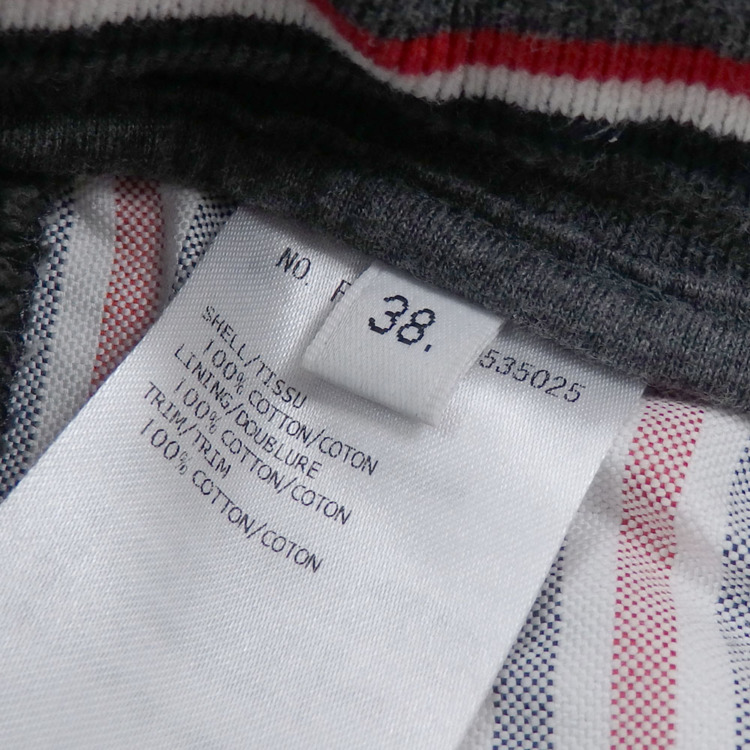 NO.
38.
535025
SHELL/TISSU
100% COTTON/COTON
LINING/DOUBLURE
100% COTTON/COTON
TRIM/TRIM
100% COTTON/COTON